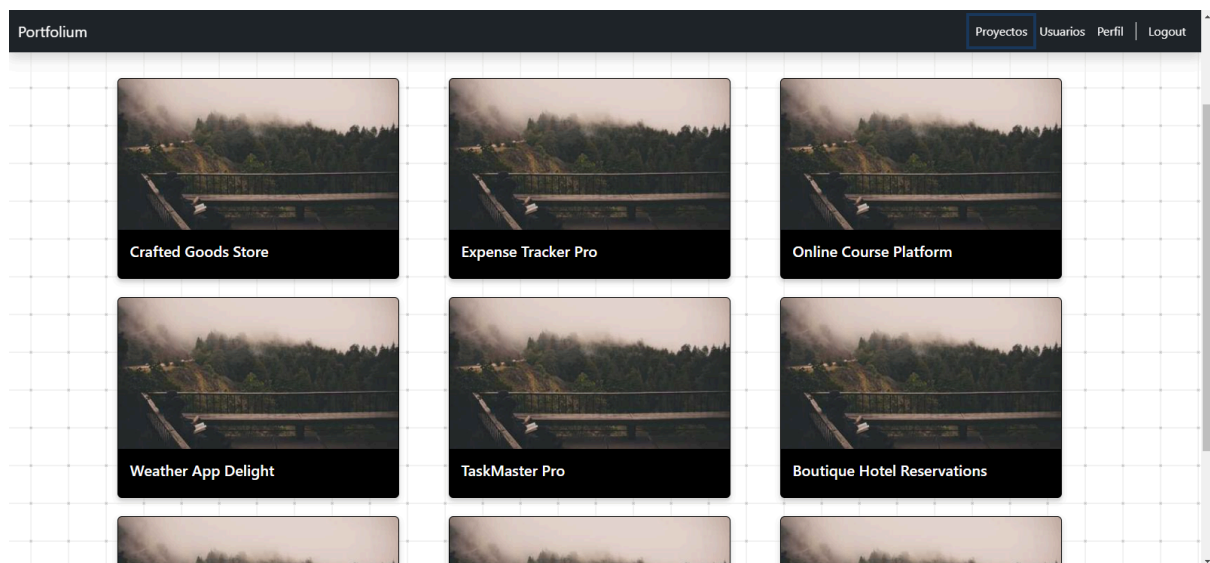 Portfolium
Proyectos Usuarios Perfil Logout
Crafted Goods Store
Expense Tracker Pro
Online Course Platform
Weather App Delight
TaskMaster Pro
Boutique Hotel Reservations